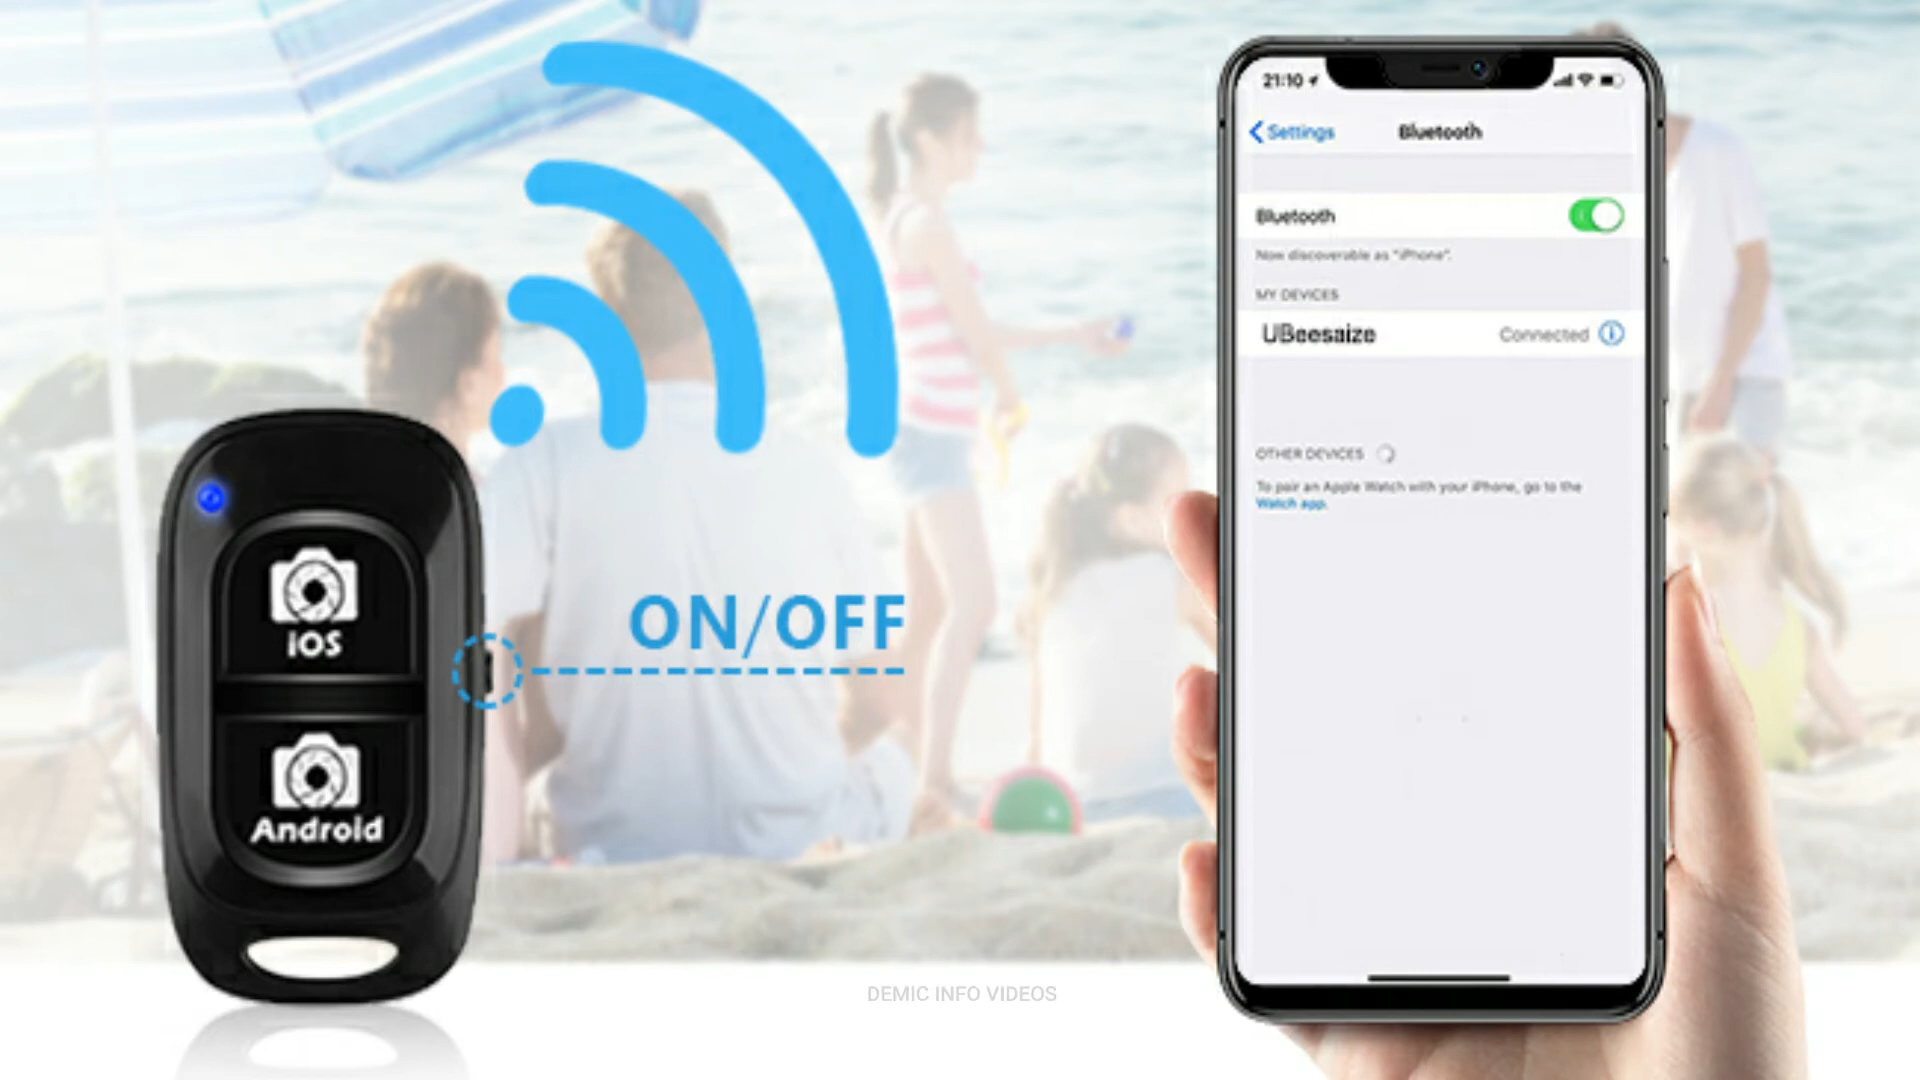 iOS
Android
ON/OFF
21:10
Settings
Bluetooth
Bluetooth
Now discoverable as "iPhone".
MY DEVICES
UBeesaize
Connected
OTHER DEVICES
To pair an Apple Watch with your iPhone, go to the
Watch app.
DEMIC INFO VIDEOS